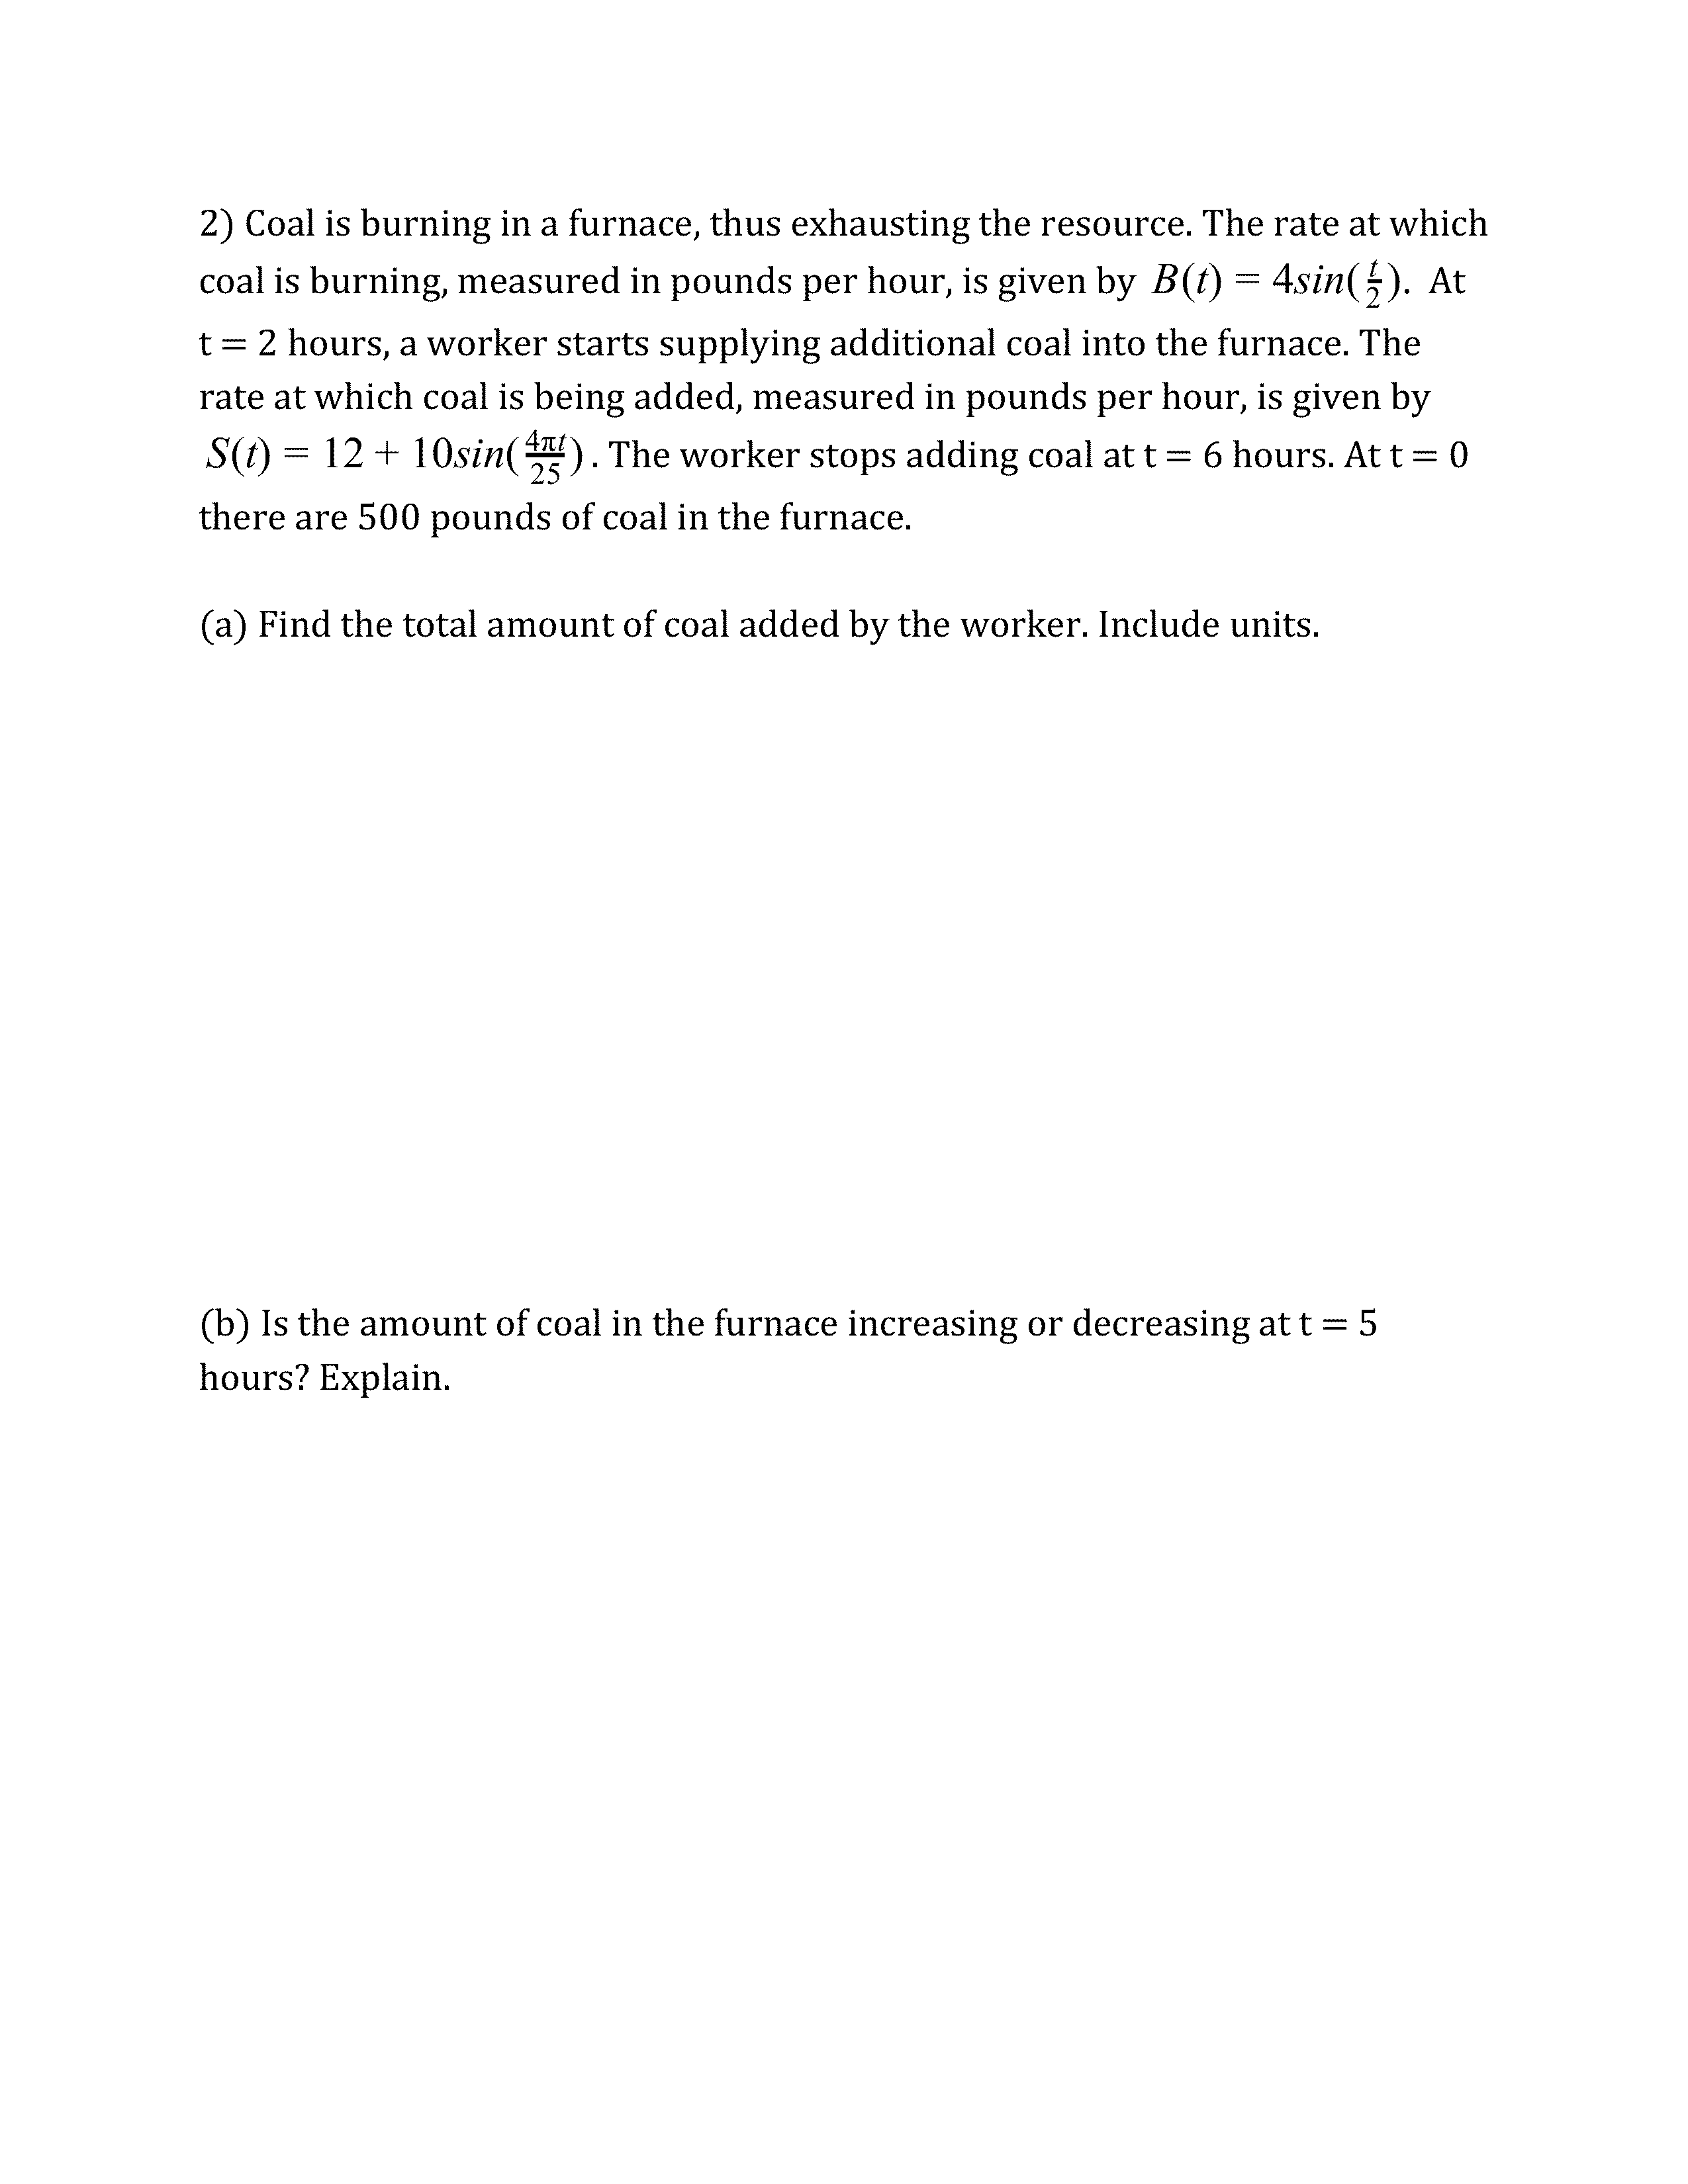 2) Coal is burning in a furnace, thus exhausting the resource. The rate at which
coal is burning, measured in pounds per hour, is given by B(t) = 4sin(t/2). At
t = 2 hours, a worker starts supplying additional coal into the furnace. The
rate at which coal is being added, measured in pounds per hour, is given by
S(t) = 12 + 10sin(4πt/25). The worker stops adding coal at t = 6 hours. At t = 0
there are 500 pounds of coal in the furnace.
(a) Find the total amount of coal added by the worker. Include units.
(b) Is the amount of coal in the furnace increasing or decreasing at t = 5
hours? Explain.